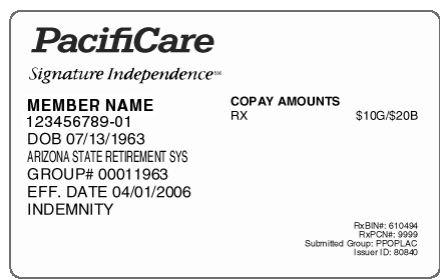 PacifiCare
Signature Independence℠
MEMBER NAME
123456789-01
DOB 07/13/1963
ARIZONA STATE RETIREMENT SYS
GROUP# 00011963
EFF. DATE 04/01/2006
INDEMNITY
COPAY AMOUNTS
RX $10G/$20B
RxBIN#: 610494
RxPCN#: 9999
Submitted Group: PPOPLAC
Issuer ID: 80840